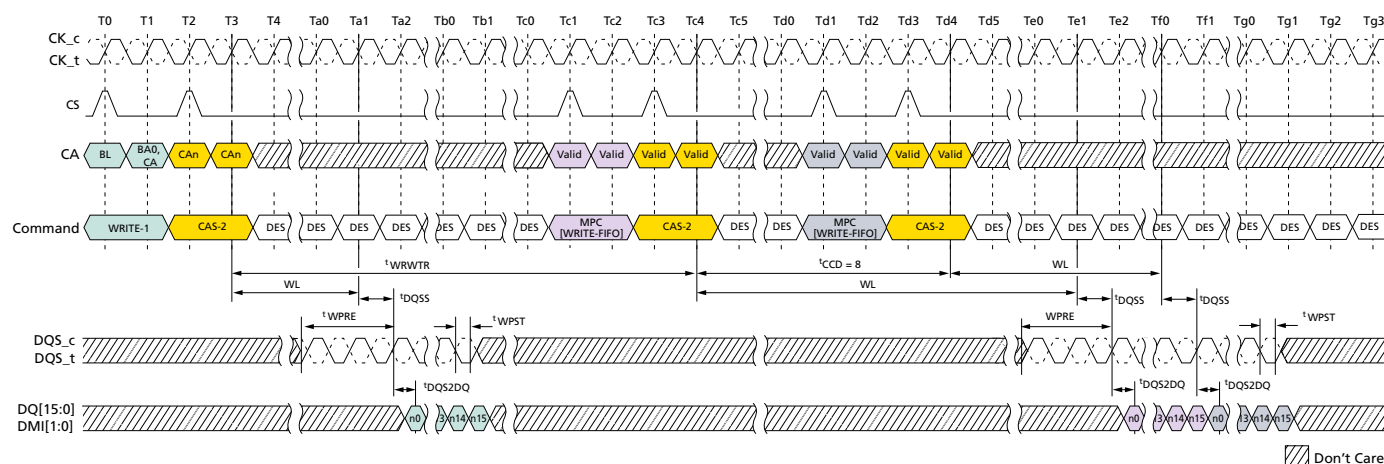 T0 T1 T2 T3 T4 Ta0 Ta1 Ta2 Tb0 Tb1 Tc0 Tc1 Tc2 Tc3 Tc4 Tc5 Td0 Td1 Td2 Td3 Td4 Td5 Te0 Te1 Te2 Tf0 Tf1 Tg0 Tg1 Tg2 Tg3
CK_c
CK_t
CS
CA BL BA0, CA CAn CAn Valid Valid Valid Valid Valid Valid Valid Valid
Command WRITE-1 CAS-2 DES DES DES DES DES DES DES MPC [WRITE-FIFO] CAS-2 DES DES MPC [WRITE-FIFO] CAS-2 DES DES DES DES DES DES DES DES DES DES
tWRWTR tCCD = 8 WL
WL tDQSS WL tDQSS tDQSS
tWPRE tWPST WPRE tWPST
DQS_c
DQS_t
tDQS2DQ tDQS2DQ tDQS2DQ
DQ[15:0]
DMI[1:0]
n0 13 n14 n15 n0 13 n14 n15 n0 13 n14 n15
Don't Care